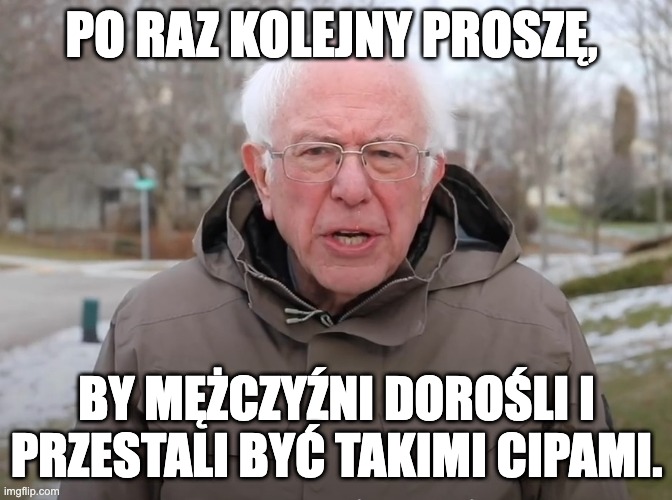 PO RAZ KOLEJNY PROSZĘ,
BY MĘŻCZYŹNI DOROŚLI I
PRZESTALI BYĆ TAKIMI CIPAMI.
imgflip.com